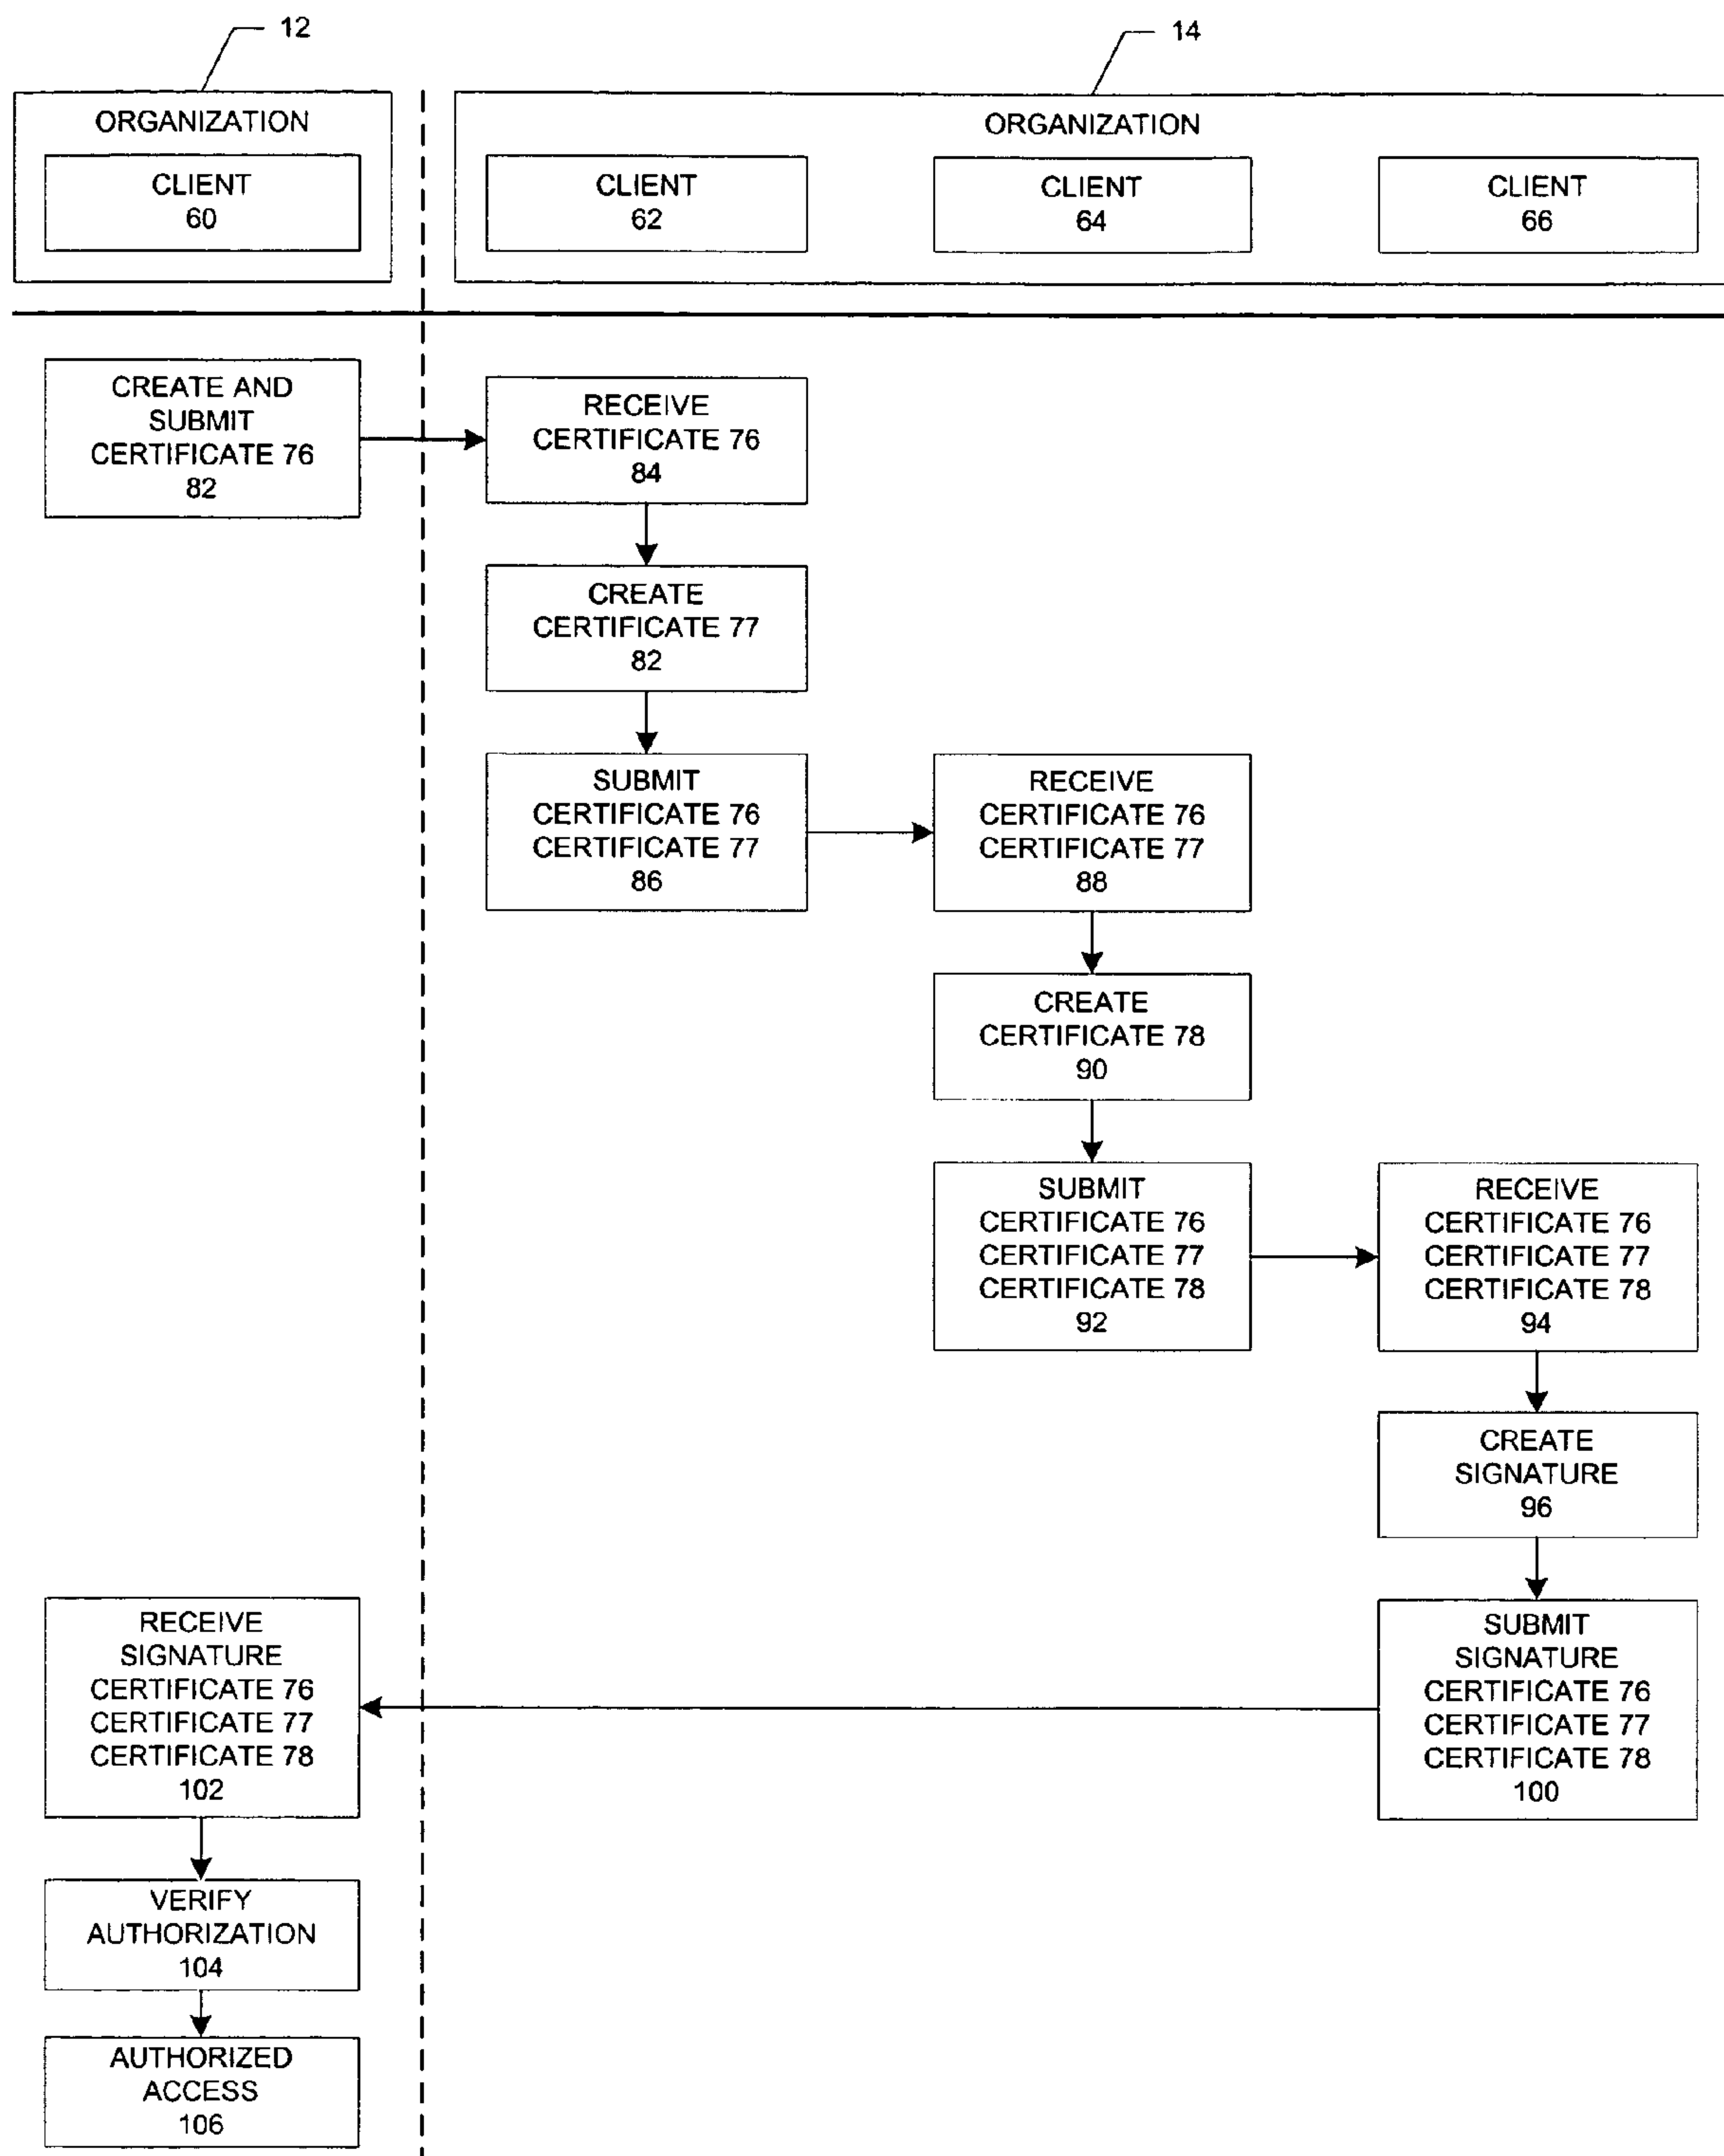 12
14
ORGANIZATION
CLIENT
60
ORGANIZATION
CLIENT
62
CLIENT
64
CLIENT
66
CREATE AND
SUBMIT
CERTIFICATE 76
82
RECEIVE
CERTIFICATE 76
84
CREATE
CERTIFICATE 77
82
SUBMIT
CERTIFICATE 76
CERTIFICATE 77
86
RECEIVE
CERTIFICATE 76
CERTIFICATE 77
88
CREATE
CERTIFICATE 78
90
SUBMIT
CERTIFICATE 76
CERTIFICATE 77
CERTIFICATE 78
92
RECEIVE
CERTIFICATE 76
CERTIFICATE 77
CERTIFICATE 78
94
CREATE
SIGNATURE
96
SUBMIT
SIGNATURE
CERTIFICATE 76
CERTIFICATE 77
CERTIFICATE 78
100
RECEIVE
SIGNATURE
CERTIFICATE 76
CERTIFICATE 77
CERTIFICATE 78
102
VERIFY
AUTHORIZATION
104
AUTHORIZED
ACCESS
106